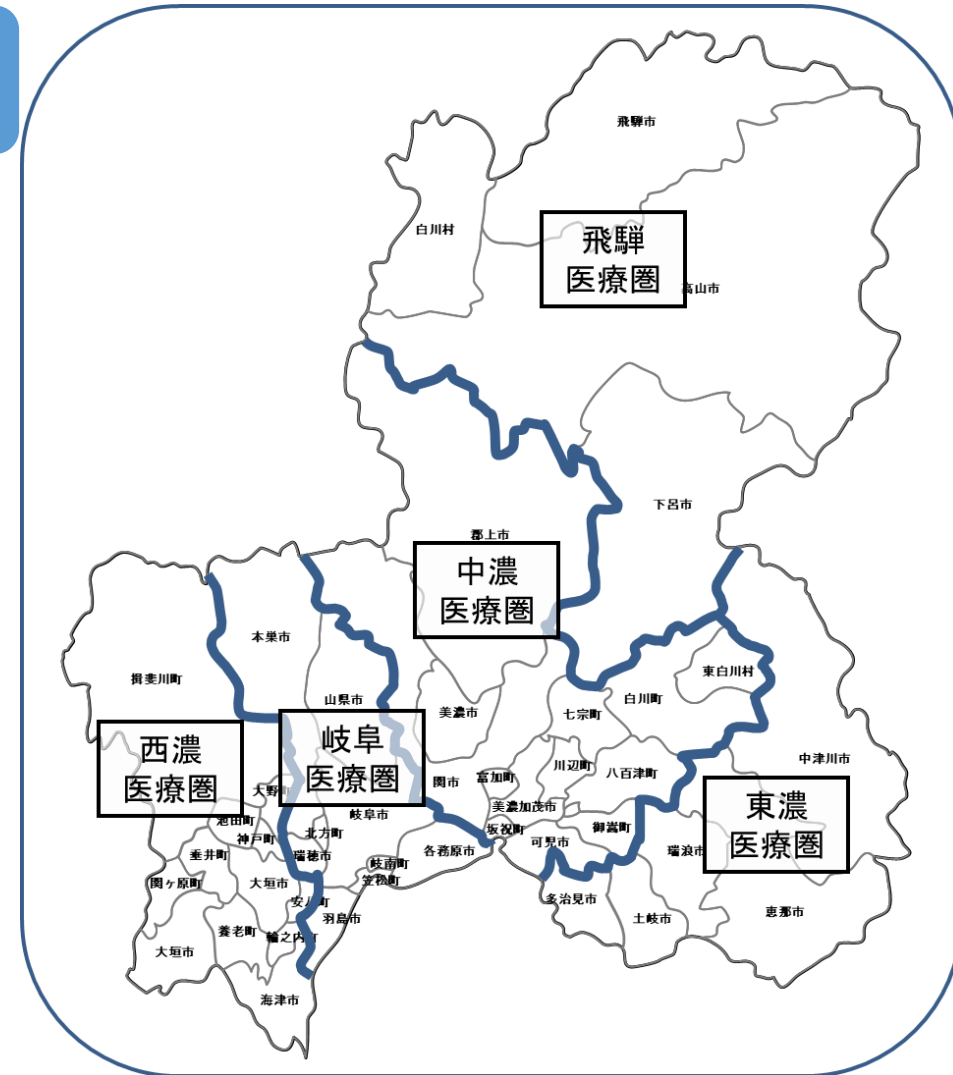 飛騨市
白川村
飛騨
医療圏
高山市
下呂市
郡上市
中濃
医療圏
本巣市
揖斐川町
東白川村
白川町
山県市
美濃市
七宗町
西濃
医療圏
岐阜
医療圏
中津川市
関市
富加町
川辺町
八百津町
東濃
医療圏
大野町
美濃加茂市
池田町
岐阜市
坂祝町
御嵩町
神戸町
北方町
可児市
瑞浪市
垂井町
瑞穂市
各務原市
岐南町
関ヶ原町
大垣市
笠松町
多治見市
安八町
羽島市
土岐市
恵那市
養老町
輪之内町
大垣市
海津市